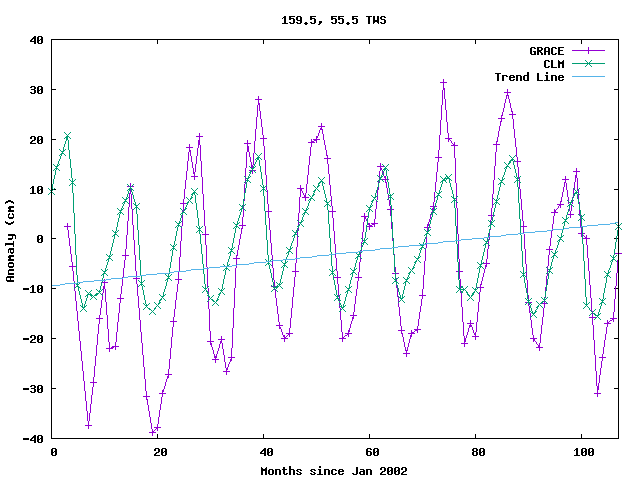 159.5, 55.5 TWS
GRACE
CLM
Trend Line
40
30
20
10
0
-10
-20
-30
-40
Anomaly (cm)
0 20 40 60 80 100
Months since Jan 2002